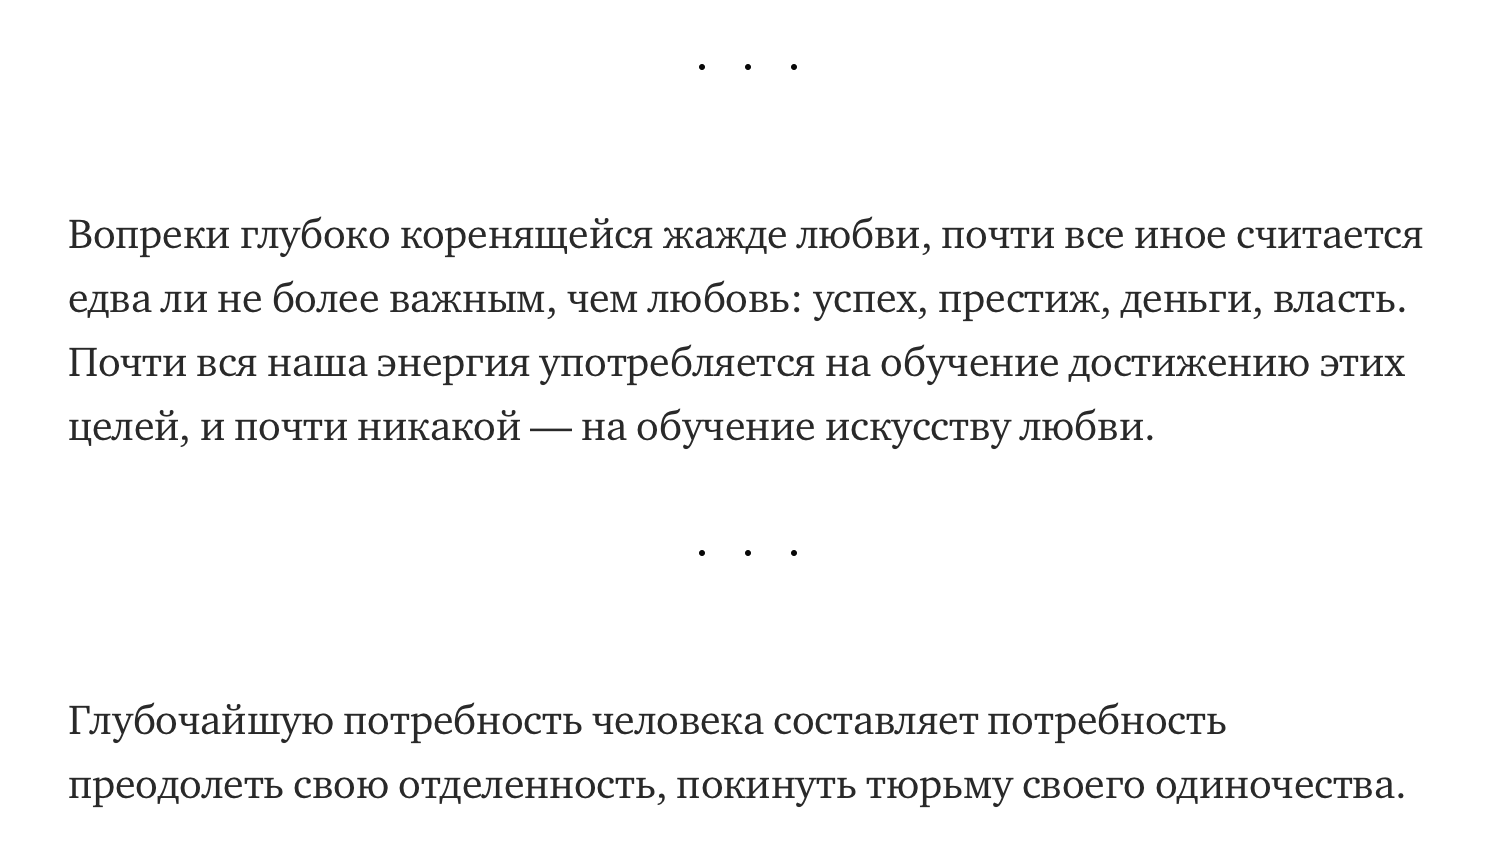 . . .
Вопреки глубоко коренящейся жажде любви, почти все иное считается
едва ли не более важным, чем любовь: успех, престиж, деньги, власть.
Почти вся наша энергия употребляется на обучение достижению этих
целей, и почти никакой — на обучение искусству любви.
. . .
Глубочайшую потребность человека составляет потребность
преодолеть свою отделенность, покинуть тюрьму своего одиночества.